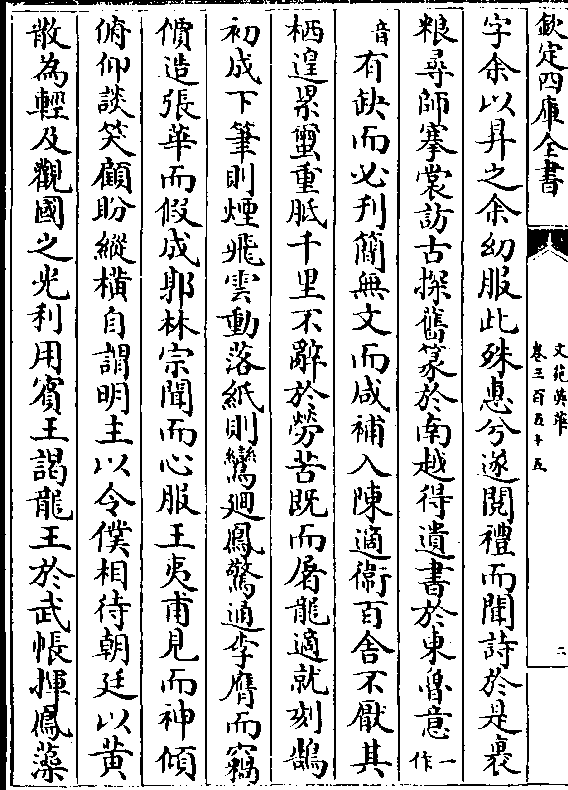 欽定四庫全書
文苑英華
卷三百五十五
二
字余以昇之余幼服此殊惠兮遂閱禮而聞詩於是裹
粮尋師搴裳訪古探舊篆於南越得遺書於東魯意一作
音有缺而必刋簡無文而咸補入陳適衛百舍不厭其
栖遑累蠒重胝千里不辭於勞苦既而屠龍適就刻鵠
初成下筆則煙飛雲動落紙則鸞迴鳳驚通李膺而竊
價造張華而假成郭林宗聞而心服王夷甫見而神傾
俯仰談笑顧盼縱横自謂明主以令僕相待朝廷以黄
散為輕及觀國之光利用賓王謁龍王於武帳揮鳳藻